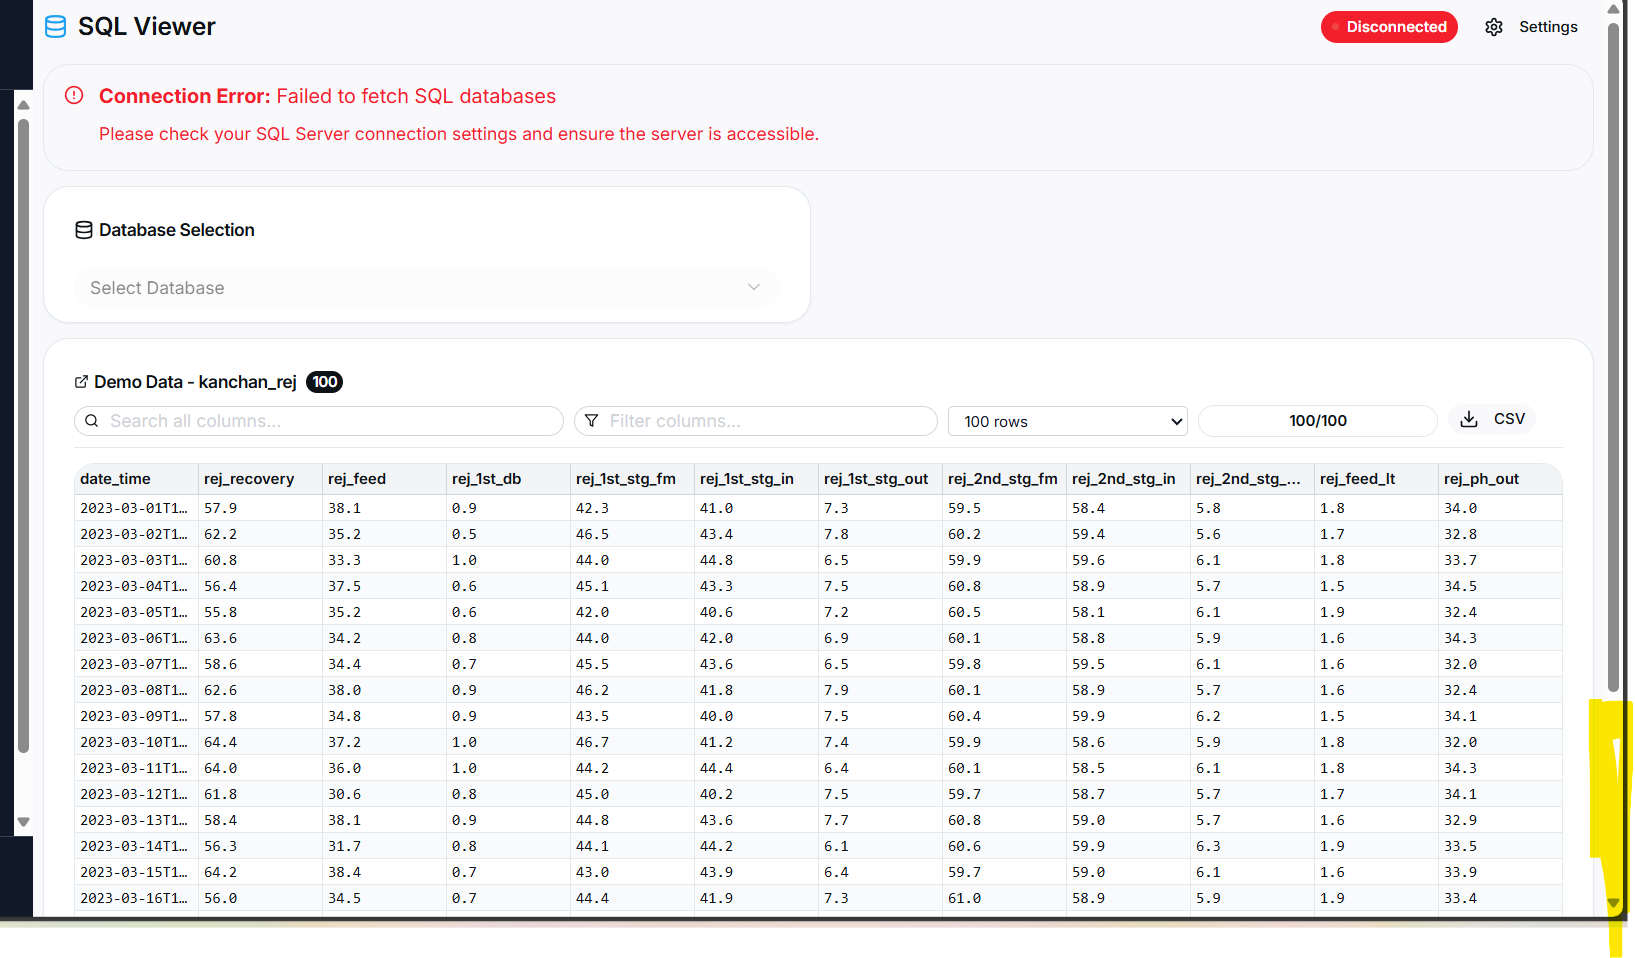 SQL Viewer
Disconnected
Settings
Connection Error: Failed to fetch SQL databases
Please check your SQL Server connection settings and ensure the server is accessible.
Database Selection
Select Database
Demo Data - kanchan_rej 100
Search all columns...
Filter columns...
100 rows
100/100
CSV
date_time rej_recovery rej_feed rej_1st_db rej_1st_stg_fm rej_1st_stg_in rej_1st_stg_out rej_2nd_stg_fm rej_2nd_stg_in rej_2nd_stg_... rej_feed_lt rej_ph_out
2023-03-01T1… 57.9 38.1 0.9 42.3 41.0 7.3 59.5 58.4 5.8 1.8 34.0
2023-03-02T1… 62.2 35.2 0.5 46.5 43.4 7.8 60.2 59.4 5.6 1.7 32.8
2023-03-03T1… 60.8 33.3 1.0 44.0 44.8 6.5 59.9 59.6 6.1 1.8 33.7
2023-03-04T1… 56.4 37.5 0.6 45.1 43.3 7.5 60.8 58.9 5.7 1.5 34.5
2023-03-05T1… 55.8 35.2 0.6 42.0 40.6 7.2 60.5 58.1 6.1 1.9 32.4
2023-03-06T1… 63.6 34.2 0.8 44.0 42.0 6.9 60.1 58.8 5.9 1.6 34.3
2023-03-07T1… 58.6 34.4 0.7 45.5 43.6 6.5 59.8 59.5 6.1 1.6 32.0
2023-03-08T1… 62.6 38.0 0.9 46.2 41.8 7.9 60.1 58.9 5.7 1.6 32.4
2023-03-09T1… 57.8 34.8 0.9 43.5 40.0 7.5 60.4 59.9 6.2 1.5 34.1
2023-03-10T1… 64.4 37.2 1.0 46.7 41.2 7.4 59.9 58.6 5.9 1.8 32.0
2023-03-11T1… 64.0 36.0 1.0 44.2 44.4 6.4 60.1 58.5 6.1 1.8 34.3
2023-03-12T1… 61.8 30.6 0.8 45.0 40.2 7.5 59.7 58.7 5.7 1.7 34.1
2023-03-13T1… 58.4 38.1 0.9 44.8 43.6 7.7 60.8 59.0 5.7 1.6 32.9
2023-03-14T1… 56.3 31.7 0.8 44.1 44.2 6.1 60.6 59.9 6.3 1.9 33.5
2023-03-15T1… 64.2 38.4 0.7 43.0 43.9 6.4 59.7 59.0 6.1 1.6 33.9
2023-03-16T1… 56.0 34.5 0.7 44.4 41.9 7.3 61.0 58.9 5.9 1.9 33.4